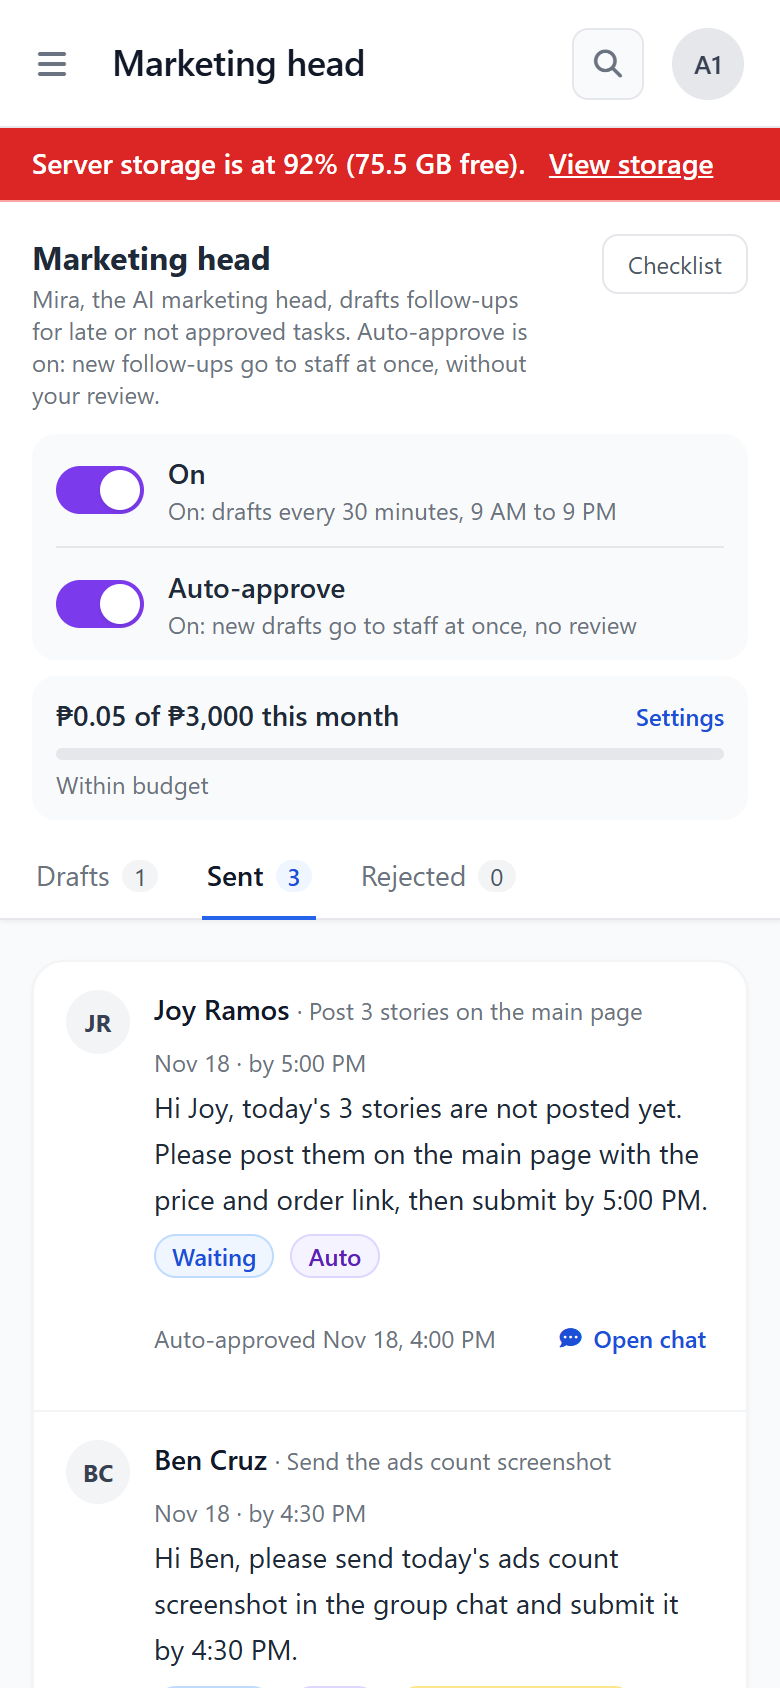 Marketing head
A1
Server storage is at 92% (75.5 GB free). View storage
Marketing head
Checklist
Mira, the AI marketing head, drafts follow-ups
for late or not approved tasks. Auto-approve is
on: new follow-ups go to staff at once, without
your review.
On
On: drafts every 30 minutes, 9 AM to 9 PM
Auto-approve
On: new drafts go to staff at once, no review
₱0.05 of ₱3,000 this month
Settings
Within budget
Drafts 1 Sent 3 Rejected 0
JR
Joy Ramos · Post 3 stories on the main page
Nov 18 · by 5:00 PM
Hi Joy, today's 3 stories are not posted yet.
Please post them on the main page with the
price and order link, then submit by 5:00 PM.
Waiting Auto
Auto-approved Nov 18, 4:00 PM Open chat
BC
Ben Cruz · Send the ads count screenshot
Nov 18 · by 4:30 PM
Hi Ben, please send today's ads count
screenshot in the group chat and submit it
by 4:30 PM.